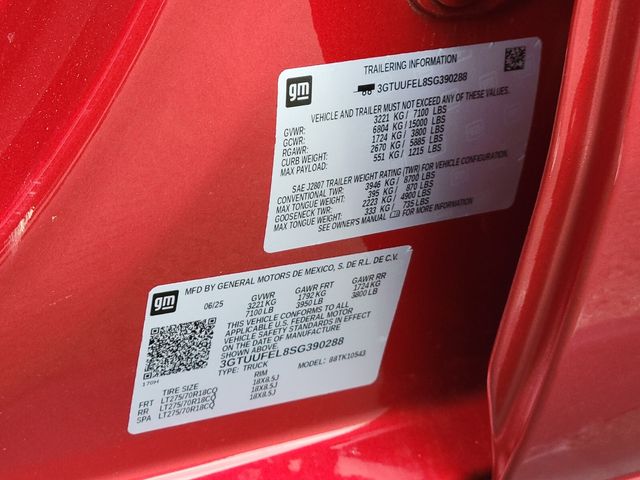 gm
TRAILERING INFORMATION
3GTUUFEL8SG390288
VEHICLE AND TRAILER MUST NOT EXCEED ANY OF THESE VALUES.
GVWR: 3221 KG / 7100 LBS
GCWR: 6804 KG / 15000 LBS
RGAWR: 1724 KG / 3800 LBS
CURB WEIGHT: 2670 KG / 5885 LBS
MAX PAYLOAD: 551 KG / 1215 LBS
SAE J2807 TRAILER WEIGHT RATING (TWR) FOR VEHICLE CONFIGURATION.
CONVENTIONAL TWR: 3946 KG / 8700 LBS
MAX TONGUE WEIGHT: 395 KG / 870 LBS
GOOSENECK TWR: 2223 KG / 4900 LBS
MAX TONGUE WEIGHT: 333 KG / 735 LBS
SEE OWNER'S MANUAL FOR MORE INFORMATION.
gm
MFD BY GENERAL MOTORS DE MEXICO, S. DE R.L. DE C.V.
06/25 GVWR GAWR FRT GAWR RR
3221 KG 1792 KG 1724 KG
7100 LB 3950 LB 3800 LB
THIS VEHICLE CONFORMS TO ALL
APPLICABLE U.S. FEDERAL MOTOR
VEHICLE SAFETY STANDARDS IN EFFECT
ON THE DATE OF MANUFACTURE
SHOWN ABOVE.
3GTUUFEL8SG390288
TYPE: TRUCK MODEL: 88TK10543
170H
TIRE SIZE RIM
FRT LT275/70R18CQ 18X8.5J
RR LT275/70R18CQ 18X8.5J
SPA LT275/70R18CQ 18X8.5J